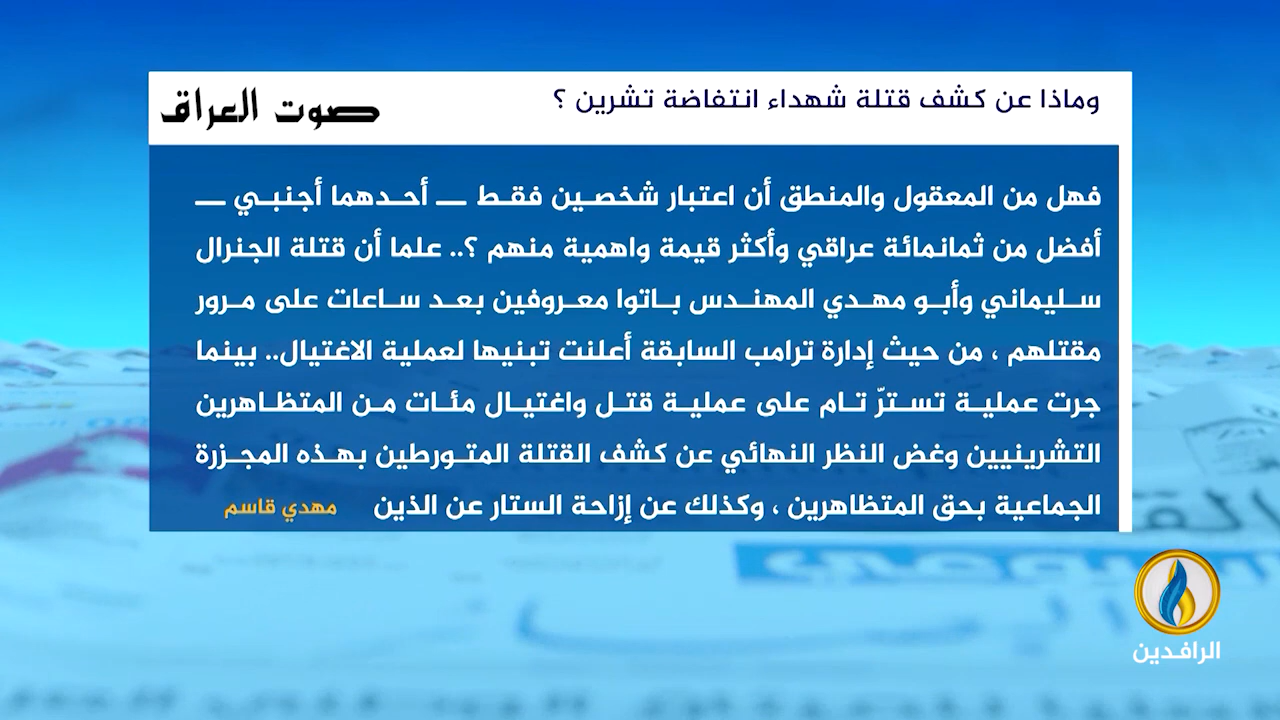 وماذا عن كشف قتلة شهداء انتفاضة تشرين ؟
صوت العراق
فهل من المعقول والمنطق أن اعتبار شخصين فقط ــ أحدهما أجنبي ــ
أفضل من ثمانمائة عراقي وأكثر قيمة واهمية منهم ؟.. علما أن قتلة الجنرال
سليماني وأبو مهدي المهندس باتوا معروفين بعد ساعات على مرور
مقتلهم ، من حيث إدارة ترامب السابقة أعلنت تبنيها لعملية الاغتيال.. بينما
جرت عملية تستّر تام على عملية قتل واغتيال مئات من المتظاهرين
التشرينيين وغض النظر النهائي عن كشف القتلة المتورطين بهذه المجزرة
الجماعية بحق المتظاهرين ، وكذلك عن إزاحة الستار عن الذين
مهدي قاسم
الرافدين